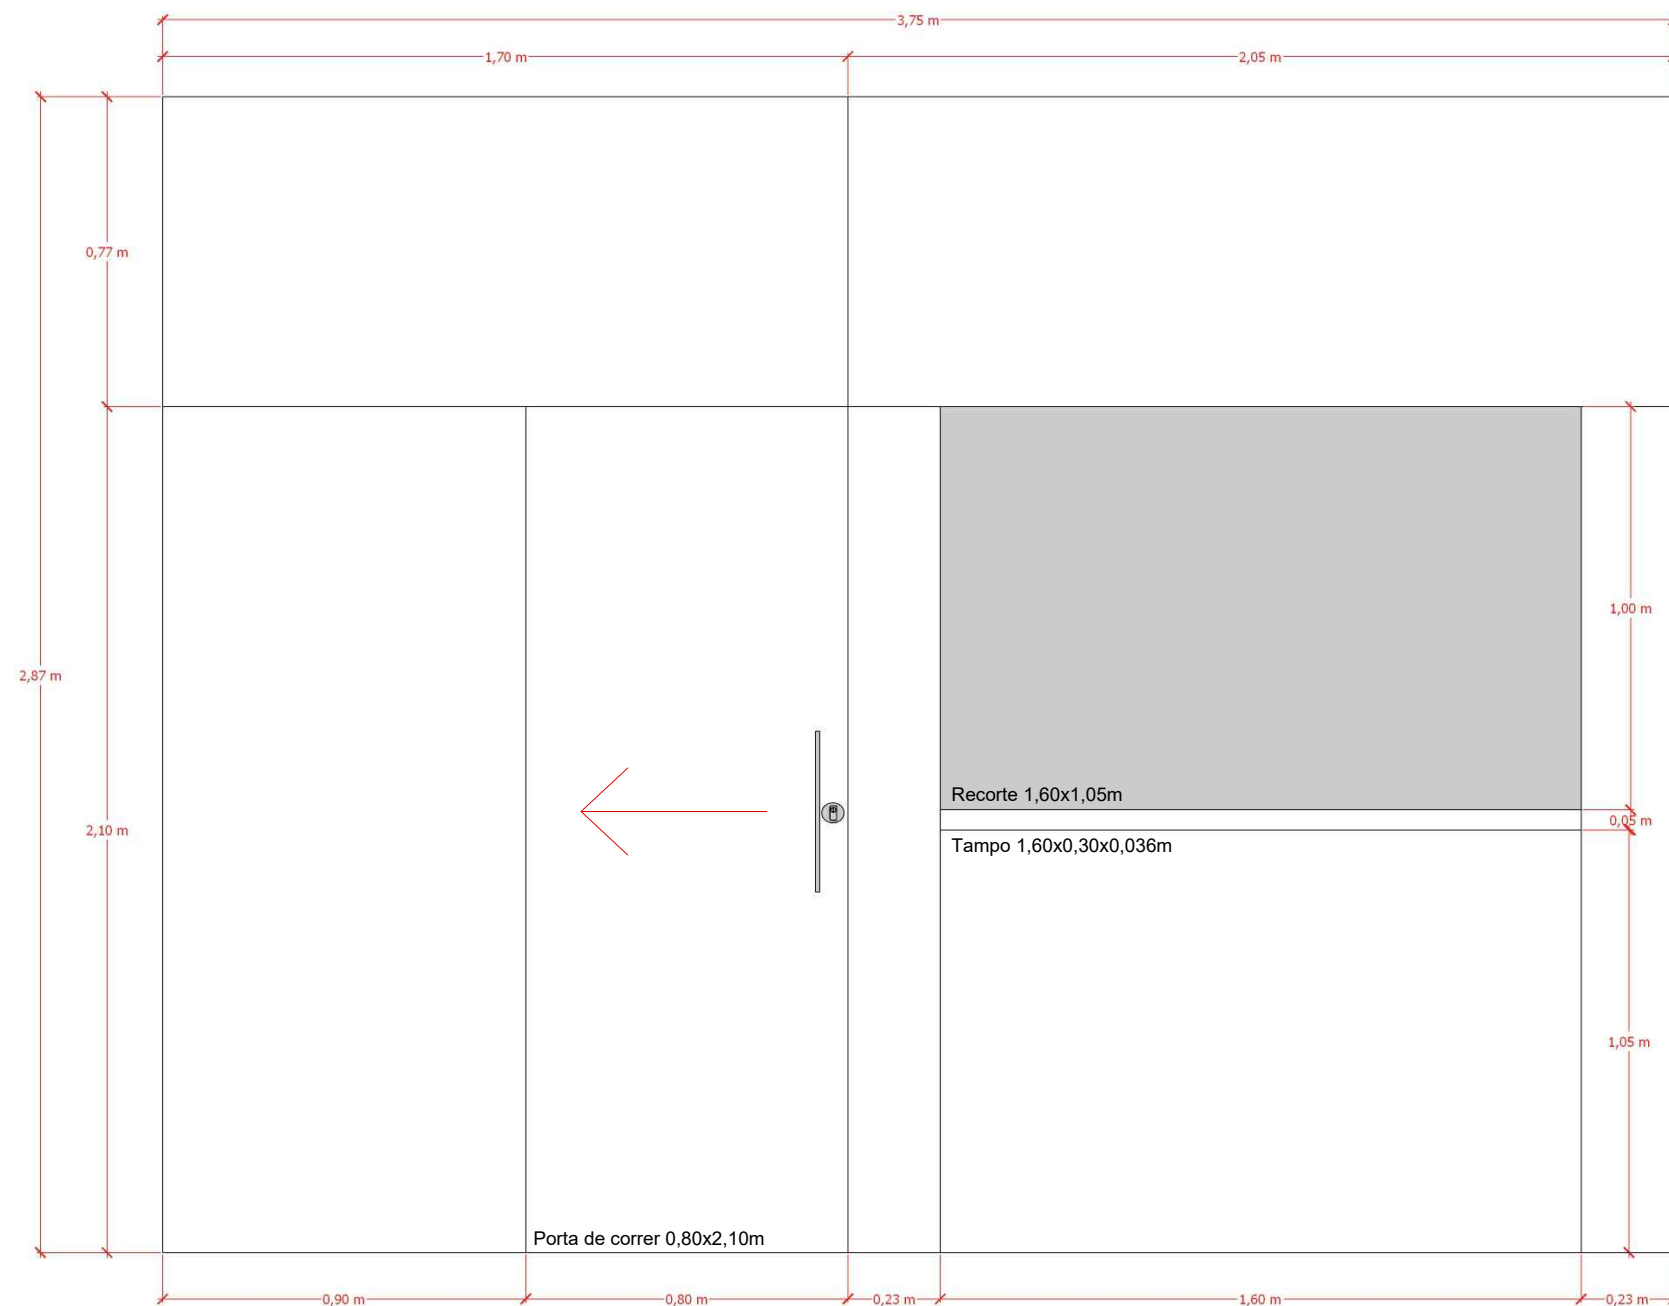 3,75 m
1,70 m
2,05 m
0,77 m
1,00 m
2,87 m
Recorte 1,60x1,05m
0,05 m
2,10 m
Tampo 1,60x0,30x0,036m
1,05 m
Porta de correr 0,80x2,10m
0,90 m
0,80 m
0,23 m
1,60 m
0,23 m